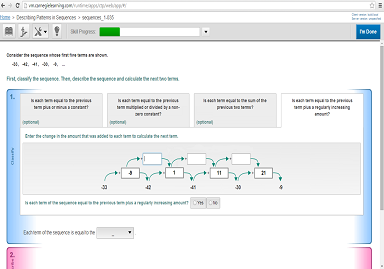 vm.carnegielearning.com/runtime/apps/ctp/web/app/#/
Home > Describing Patterns in Sequences > sequences_1-035
Skill Progress:
I'm Done
Consider the sequence whose first five terms are shown.
-33, -42, -41, -30, -9, ...
First, classify the sequence. Then, describe the sequence and calculate the next two terms.
1.
Classify
Is each term equal to the previous term plus or minus a constant?
(optional)
Is each term equal to the previous term multiplied or divided by a non-zero constant?
(optional)
Is each term equal to the sum of the previous two terms?
(optional)
Is each term equal to the previous term plus a regularly increasing amount?
Enter the change in the amount that was added to each term to calculate the next term.
-9 1 11 21
-33 -42 -41 -30 -9
Is each term of the sequence equal to the previous term plus a regularly increasing amount? Yes No
Each term of the sequence is equal to the
2.